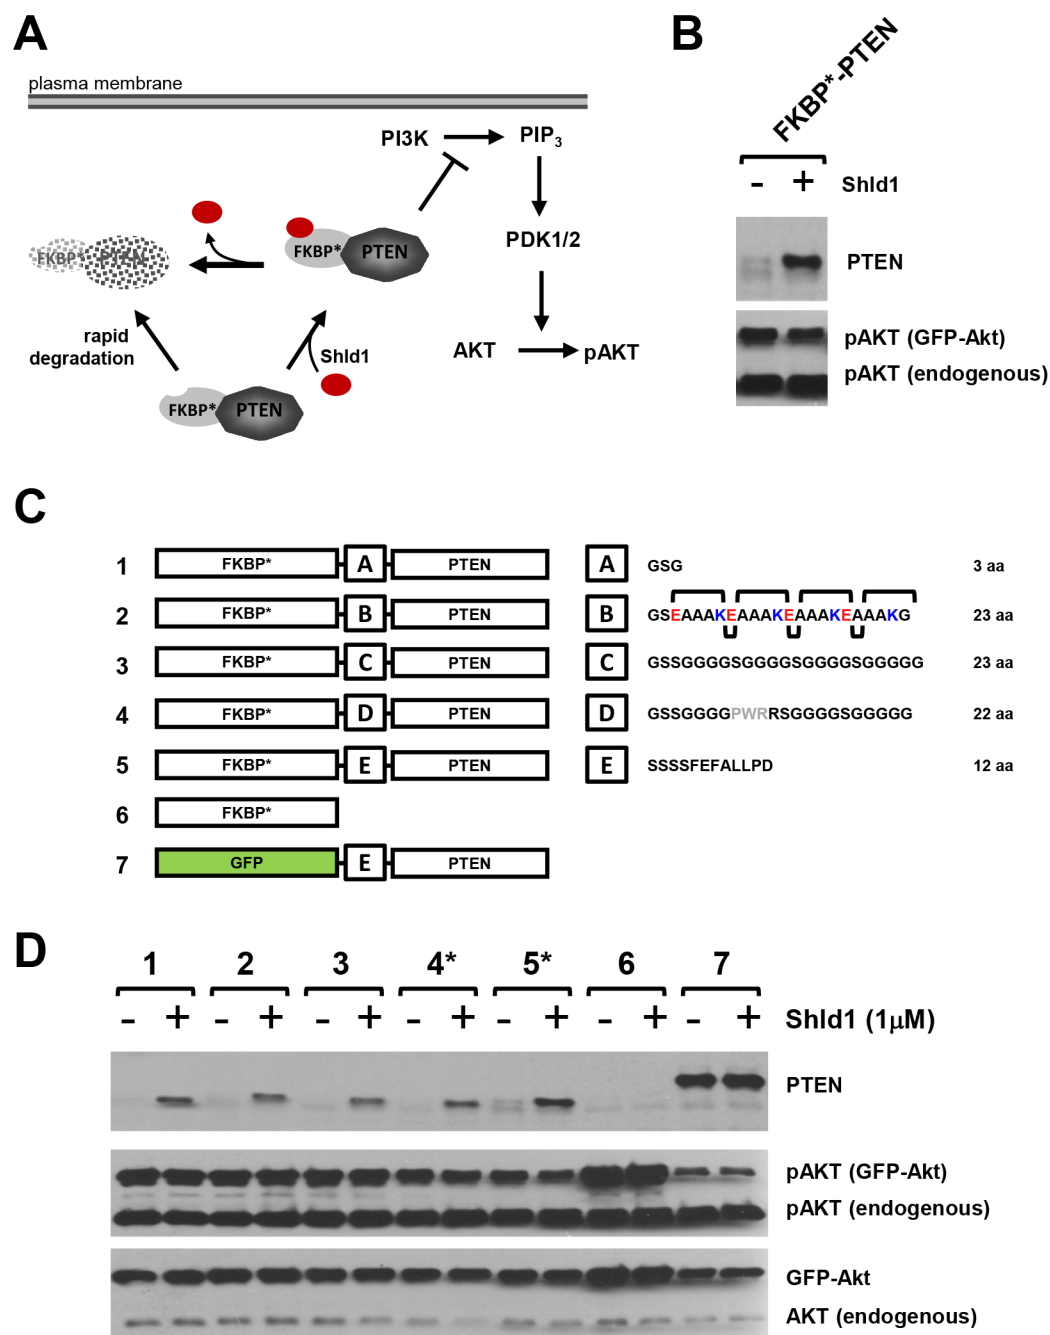 A
plasma membrane
PI3K
PIP3
FKBP* PTEN
FKBP* PTEN
PDK1/2
rapid
degradation
Shld1
AKT
pAKT
FKBP* PTEN
B
FKBP*-PTEN
- + Shld1
PTEN
pAKT (GFP-Akt)
pAKT (endogenous)
C
1 FKBP* A PTEN A GSG 3 aa
2 FKBP* B PTEN B GSEAAAKEAAAKEAAAKEAAAKG 23 aa
3 FKBP* C PTEN C GSSGGGGSGGGGSGGGGSGGGGG 23 aa
4 FKBP* D PTEN D GSSGGGGPWRRSGGGGSGGGGG 22 aa
5 FKBP* E PTEN E SSSSFEFALLPD 12 aa
6 FKBP*
7 GFP E PTEN
D
1 2 3 4* 5* 6 7
- + - + - + - + - + - + - + Shld1 (1μM)
PTEN
pAKT (GFP-Akt)
pAKT (endogenous)
GFP-Akt
AKT (endogenous)